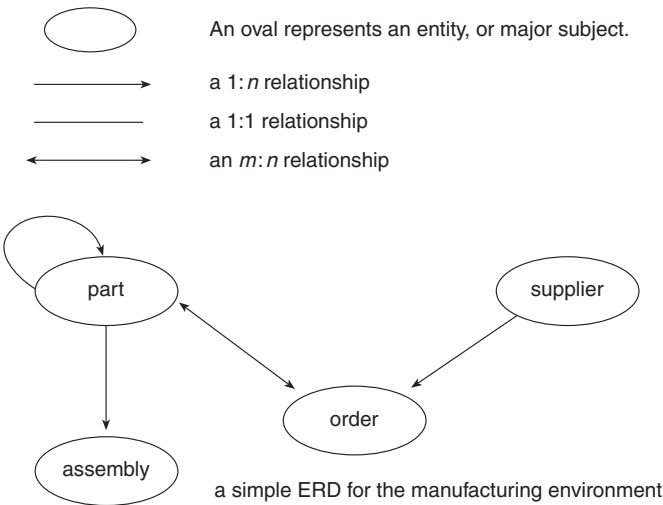 An oval represents an entity, or major subject.
a 1:n relationship
a 1:1 relationship
an m:n relationship
part
supplier
order
assembly
a simple ERD for the manufacturing environment